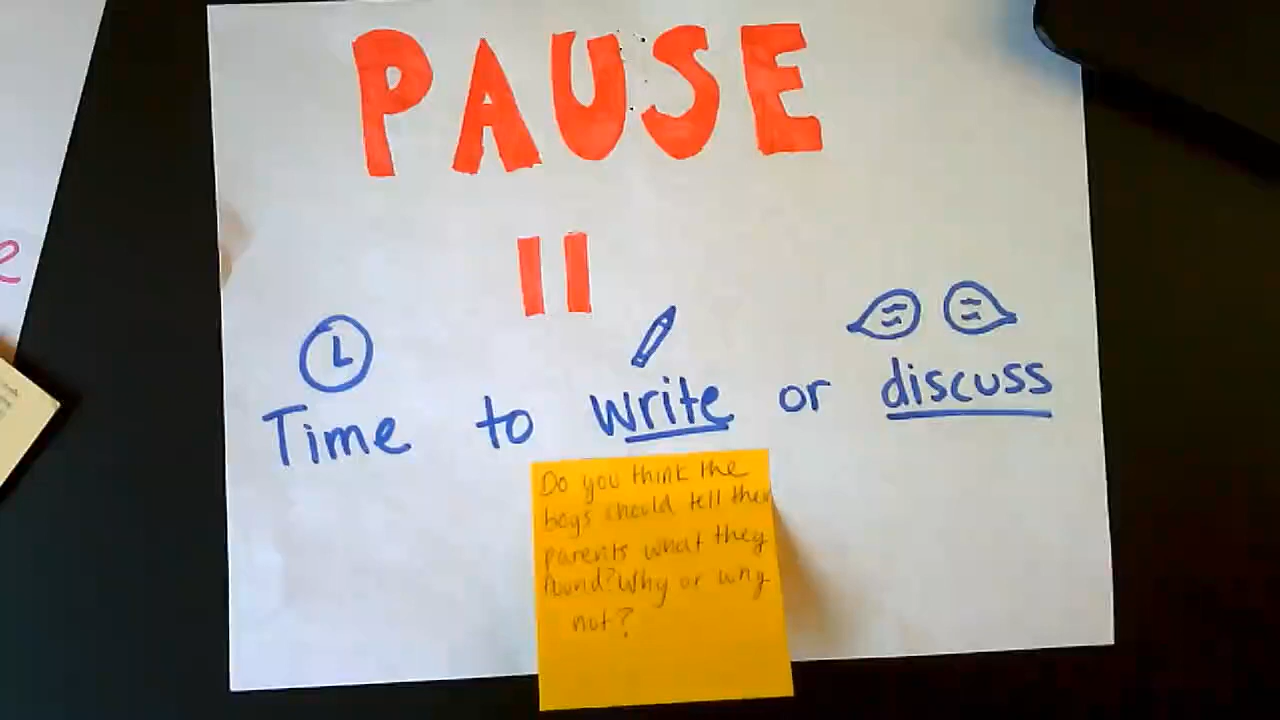 PAUSE
Time to write or discuss
Do you think the
boys should tell their
parents what they
found? Why or why
not?
e